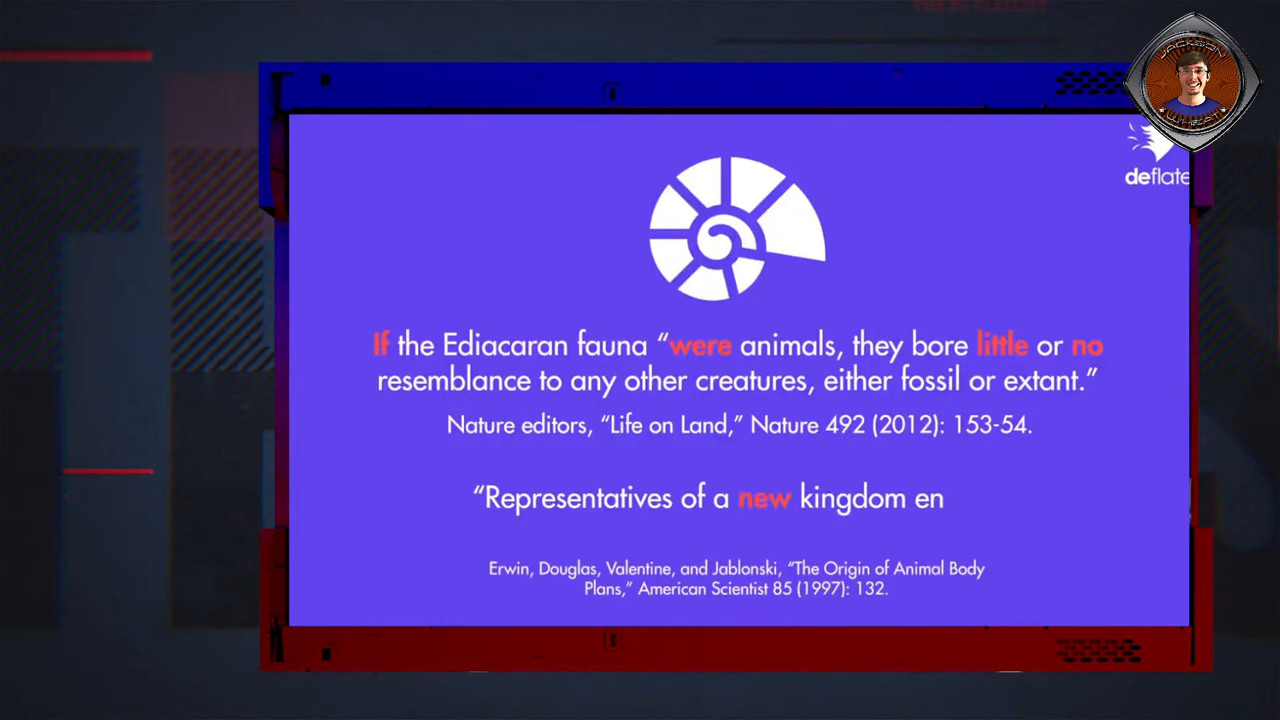 JACKSON
WHEAT
deflate
If the Ediacaran fauna “were animals, they bore little or no
resemblance to any other creatures, either fossil or extant.”
Nature editors, “Life on Land,” Nature 492 (2012): 153-54.
“Representatives of a new kingdom en
Erwin, Douglas, Valentine, and Jablonski, “The Origin of Animal Body
Plans,” American Scientist 85 (1997): 132.